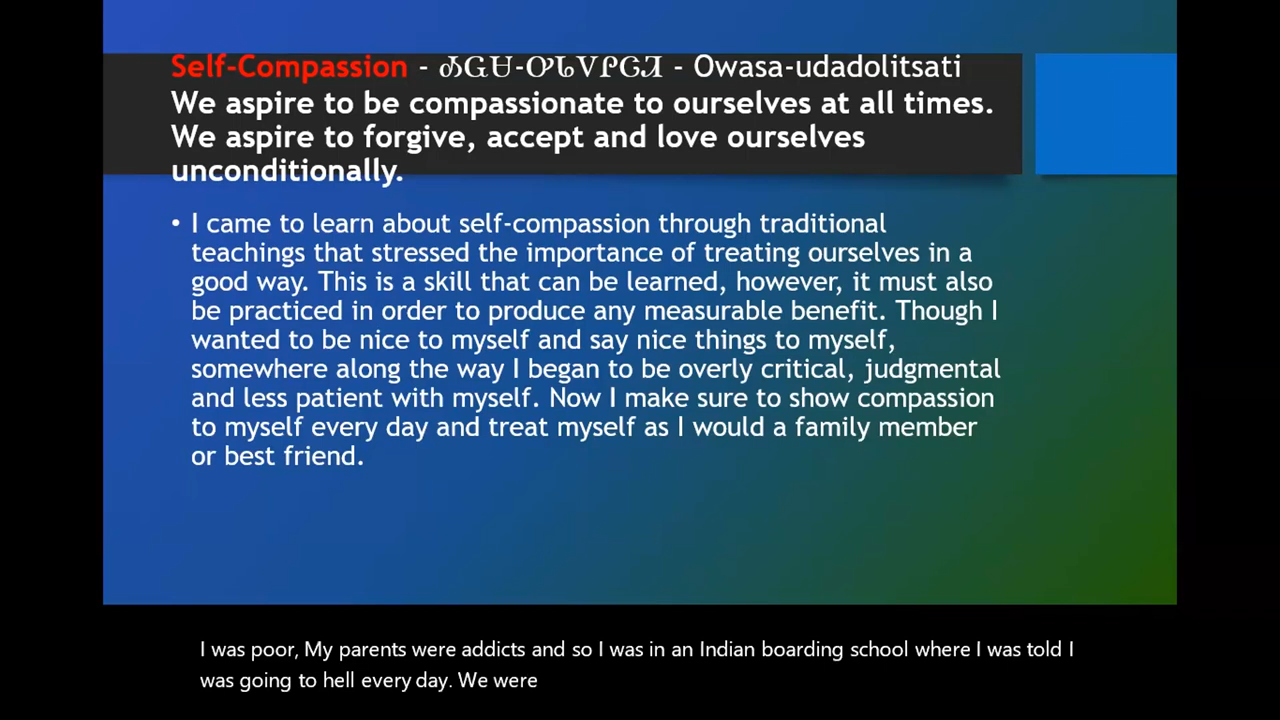 Self-Compassion - ᎣᏩᏌ-ᎤᏓᏙᎵᏣᏘ - Owasa-udadolitsati
We aspire to be compassionate to ourselves at all times.
We aspire to forgive, accept and love ourselves
unconditionally.
• I came to learn about self-compassion through traditional
teachings that stressed the importance of treating ourselves in a
good way. This is a skill that can be learned, however, it must also
be practiced in order to produce any measurable benefit. Though I
wanted to be nice to myself and say nice things to myself,
somewhere along the way I began to be overly critical, judgmental
and less patient with myself. Now I make sure to show compassion
to myself every day and treat myself as I would a family member
or best friend.
I was poor, My parents were addicts and so I was in an Indian boarding school where I was told I
was going to hell every day. We were